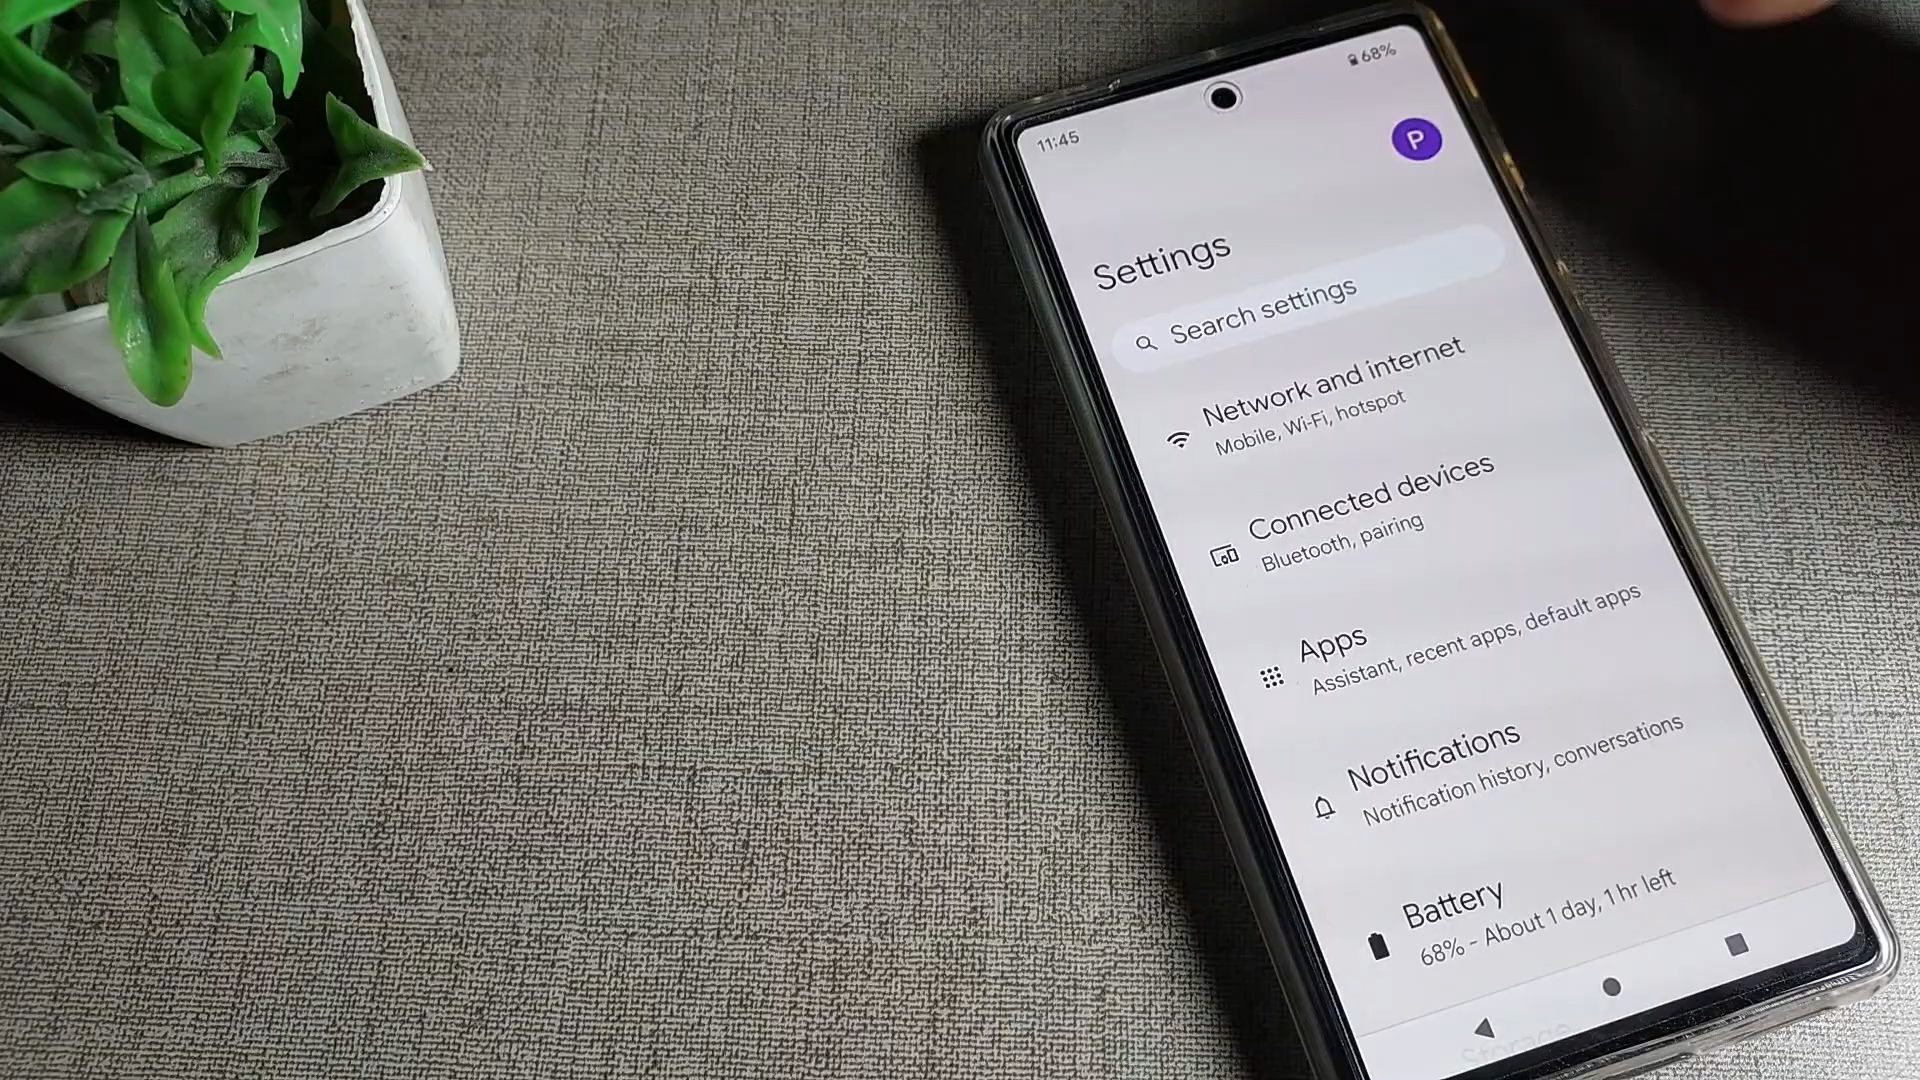 68%
11:45
P
Settings
Search settings
Network and internet
Mobile, Wi-Fi, hotspot
Connected devices
Bluetooth, pairing
Apps
Assistant, recent apps, default apps
Notifications
Notification history, conversations
Battery
68% - About 1 day, 1 hr left
Storage